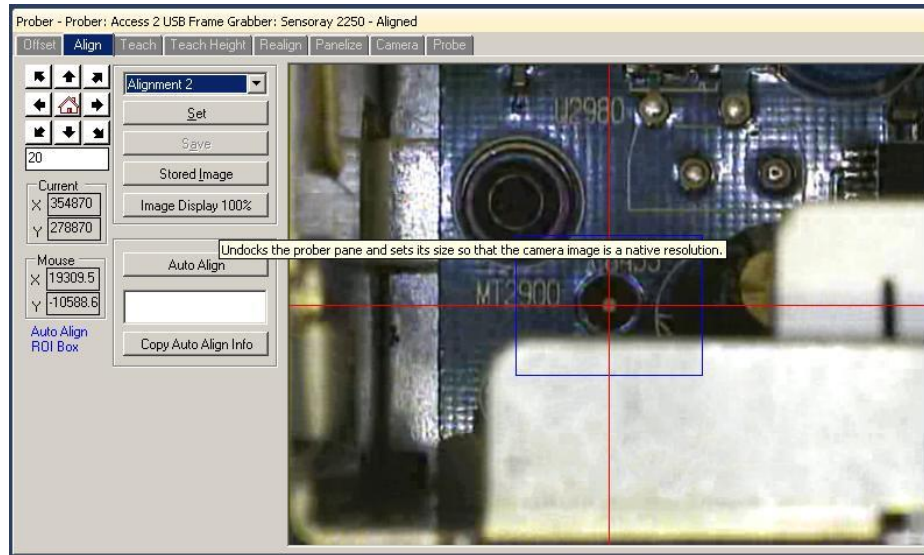 Prober - Prober: Access 2 USB Frame Grabber: Sensoray 2250 - Aligned
Offset Align Teach Teach Height Realign Panelize Camera Probe
Alignment 2
Set
Save
20
Stored Image
Current
X 354870
Image Display 100%
Y 278870
U2980
Undocks the prober pane and sets its size so that the camera image is a native resolution.
Mouse
Auto Align
X 19309.5
Y -10588.6
MT2900
Auto Align
ROI Box
Copy Auto Align Info